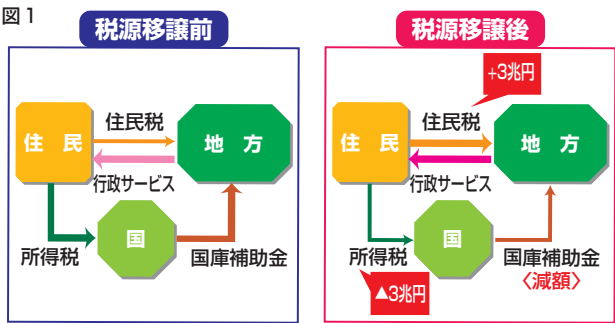 図1
税源移譲前
住民税
住 民
地 方
行政サービス
国
所得税
国庫補助金
税源移譲後
+3兆円
住民税
住 民
地 方
行政サービス
国
所得税
国庫補助金
〈減額〉
▲3兆円